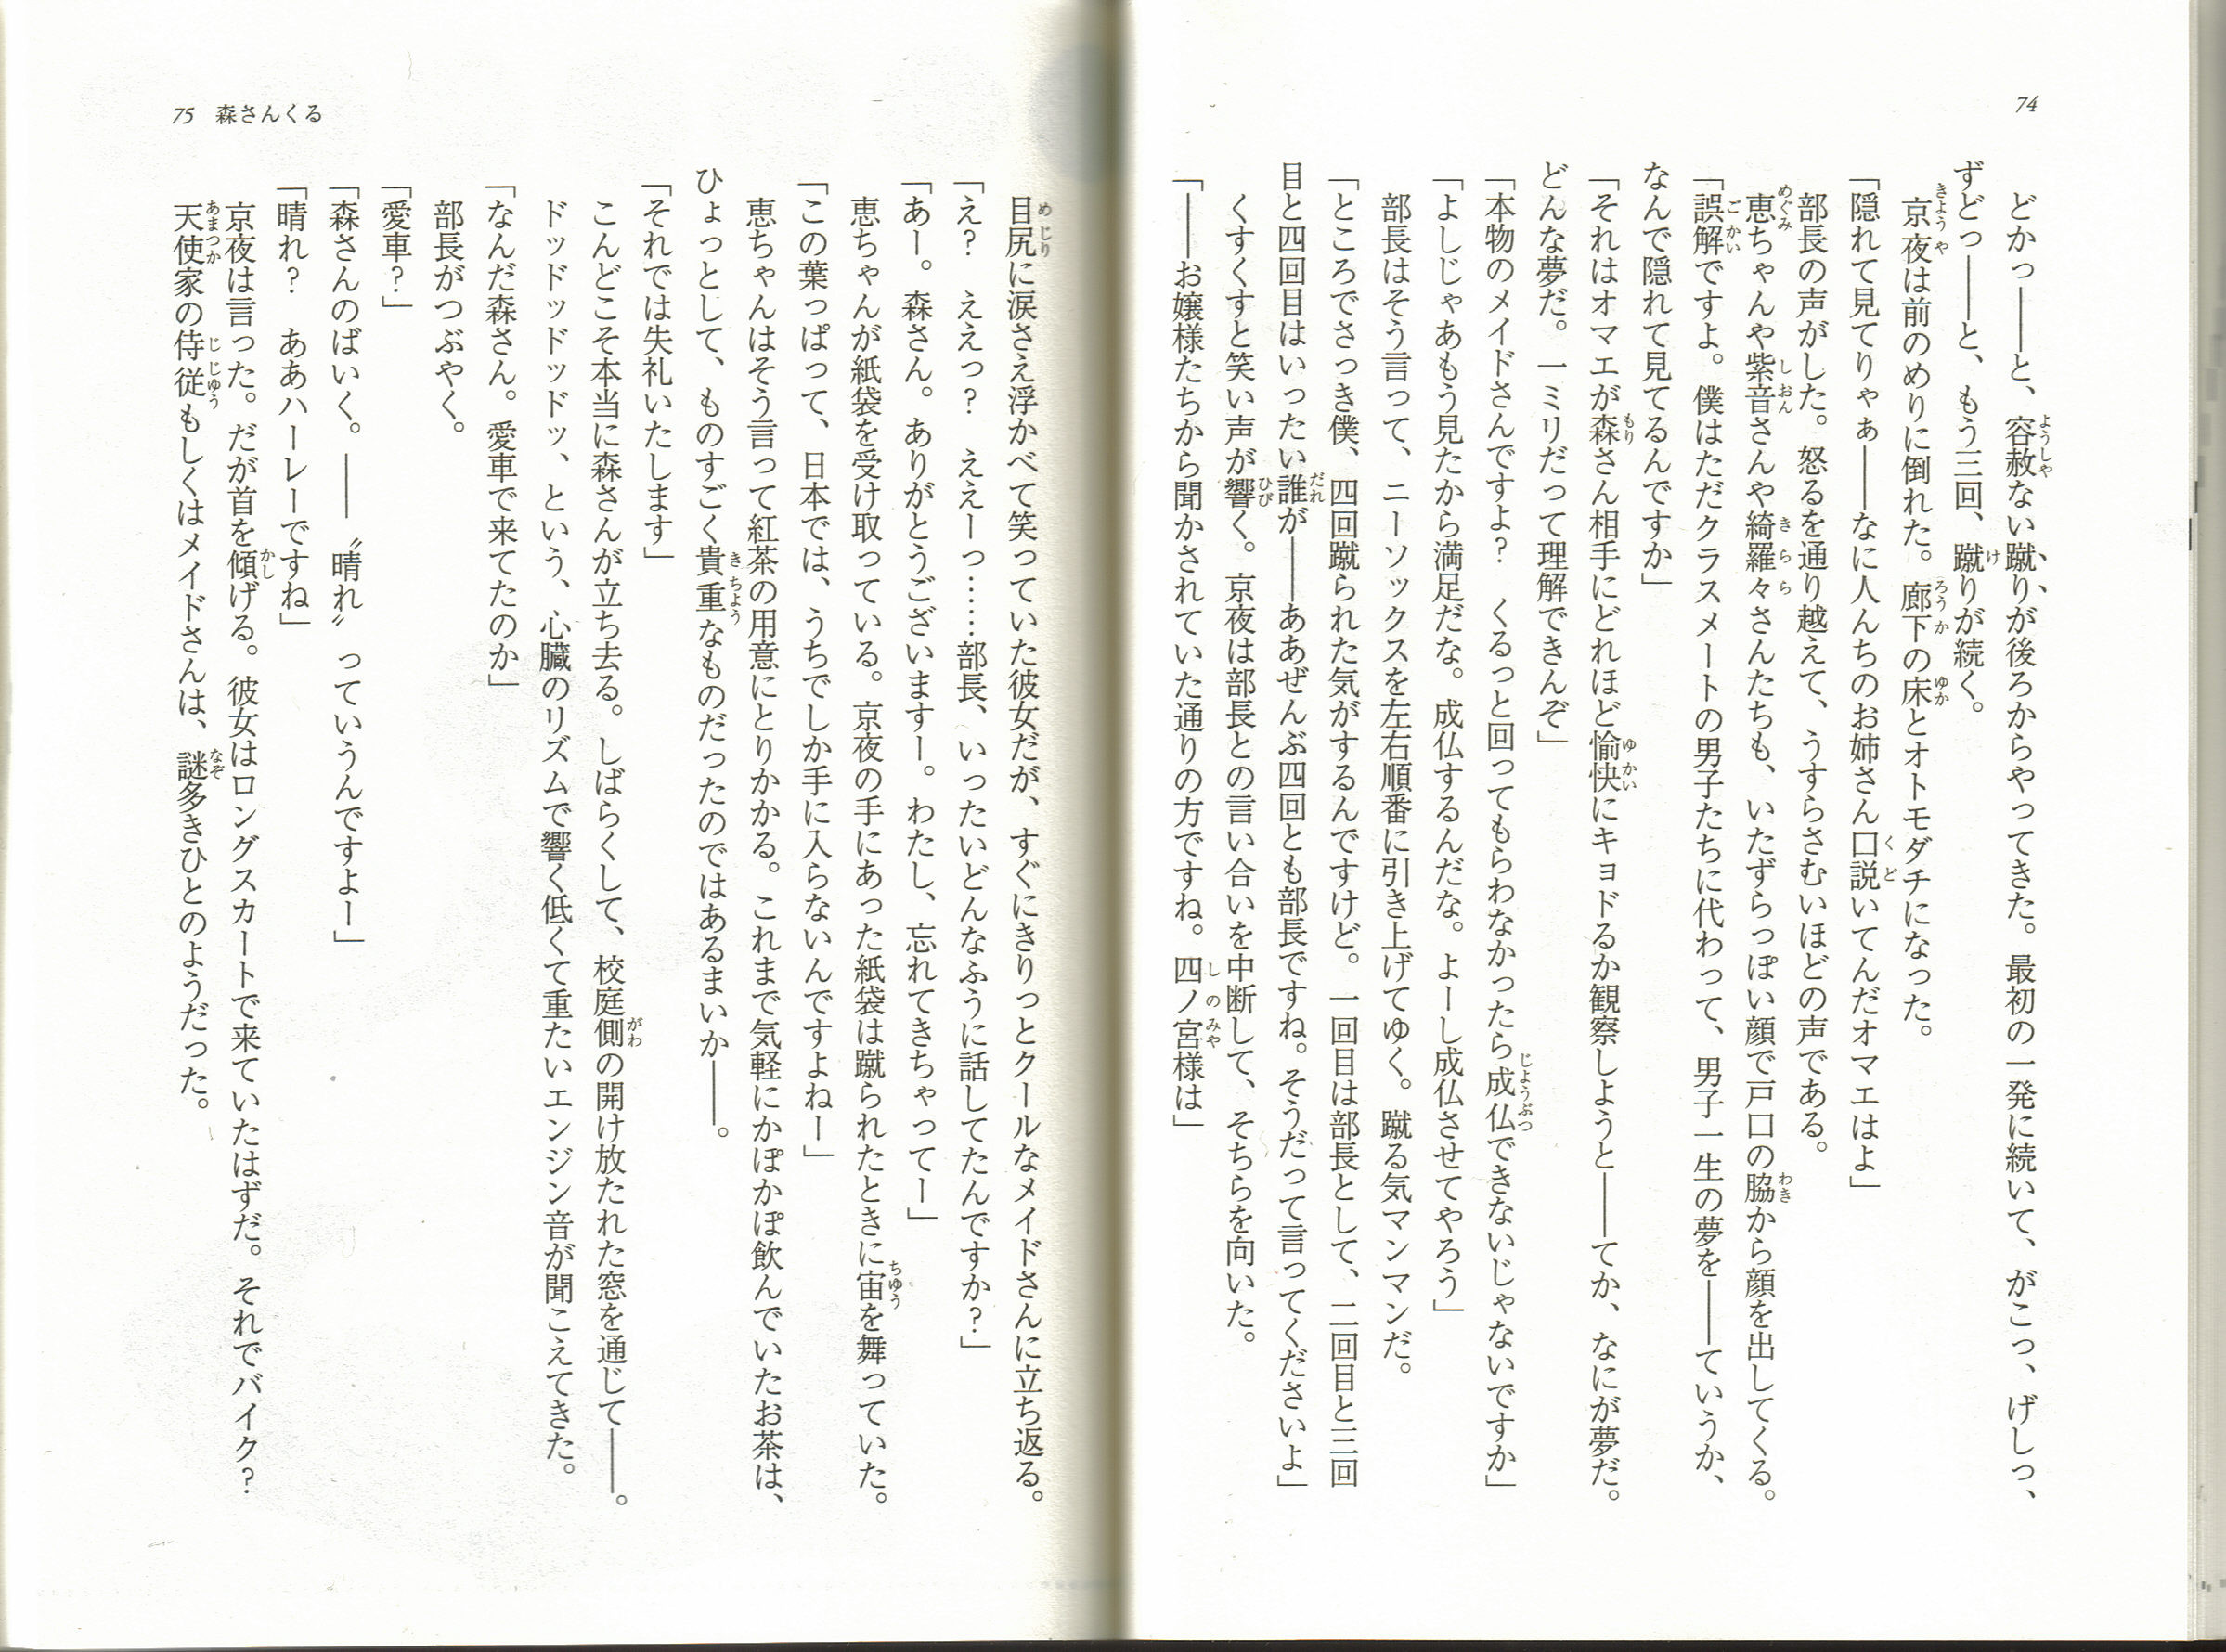 74
どかっ――と、容赦ない蹴りが後ろからやってきた。最初の一発に続いて、がこっ、げしっ、
ずどっ――と、もう三回、蹴りが続く。
京夜は前のめりに倒れた。廊下の床とオトモダチになった。
「隠れて見てりゃぁ――なに人んちのお姉さん口説いてんだオマエはよ」
部長の声がした。怒るを通り越えて、うすらさむいほどの声である。
恵ちゃんや紫音さんや綺羅々さんたちも、いたずらっぽい顔で戸口の脇から顔を出してくる。
「誤解ですよ。僕はただクラスメートの男子たちに代わって、男子一生の夢を――ていうか、
なんで隠れて見てるんですか」
「それはオマエが森さん相手にどれほど愉快にキョドるか観察しようと――てか、なにが夢だ。
どんな夢だ。一ミリだって理解できんぞ」
「本物のメイドさんですよ？　くるっと回ってもらわなかったら成仏できないじゃないですか」
「よしじゃあもう見たから満足だな。成仏するんだな。よーし成仏させてやろう」
部長はそう言って、ニーソックスを左右順番に引き上げてゆく。蹴る気マンマンだ。
「ところでさっき僕、四回蹴られた気がするんですけど。一回目は部長として、二回目と三回
目と四回目はいったい誰が――ああぜんぶ四回とも部長ですね。そうだって言ってくださいよ」
くすくすと笑い声が響く。京夜は部長との言い合いを中断して、そちらを向いた。
「――お嬢様たちから聞かされていた通りの方ですね。四ノ宮様は」
75　森さんくる
目尻に涙さえ浮かべて笑っていた彼女だが、すぐにきりっとクールなメイドさんに立ち返る。
「え？　ええっ？　ええーっ……部長、いったいどんなふうに話してたんですか？」
「あー。森さん。ありがとうございますー。わたし、忘れてきちゃってー」
恵ちゃんが紙袋を受け取っている。京夜の手にあった紙袋は蹴られたときに宙を舞っていた。
「この葉っぱって、日本では、うちでしか手に入らないんですよねー」
恵ちゃんはそう言って紅茶の用意にとりかかる。これまで気軽にかぽかぽ飲んでいたお茶は、
ひょっとして、ものすごく貴重なものだったのではあるまいか――。
「それでは失礼いたします」
こんどこそ本当に森さんが立ち去る。しばらくして、校庭側の開け放たれた窓を通じて――。
ドッドドッドドッドッ、という、心臓のリズムで響く低くて重たいエンジン音が聞こえてきた。
「なんだ森さん。愛車で来てたのか」
部長がつぶやく。
「愛車？」
「森さんのばいく。――〝晴れ〟っていうんですよー」
「晴れ？　ああハーレーですね」
京夜は言った。だが首を傾げる。彼女はロングスカートで来ていたはずだ。それでバイク？
天使家の侍従もしくはメイドさんは、謎多きひとのようだった。